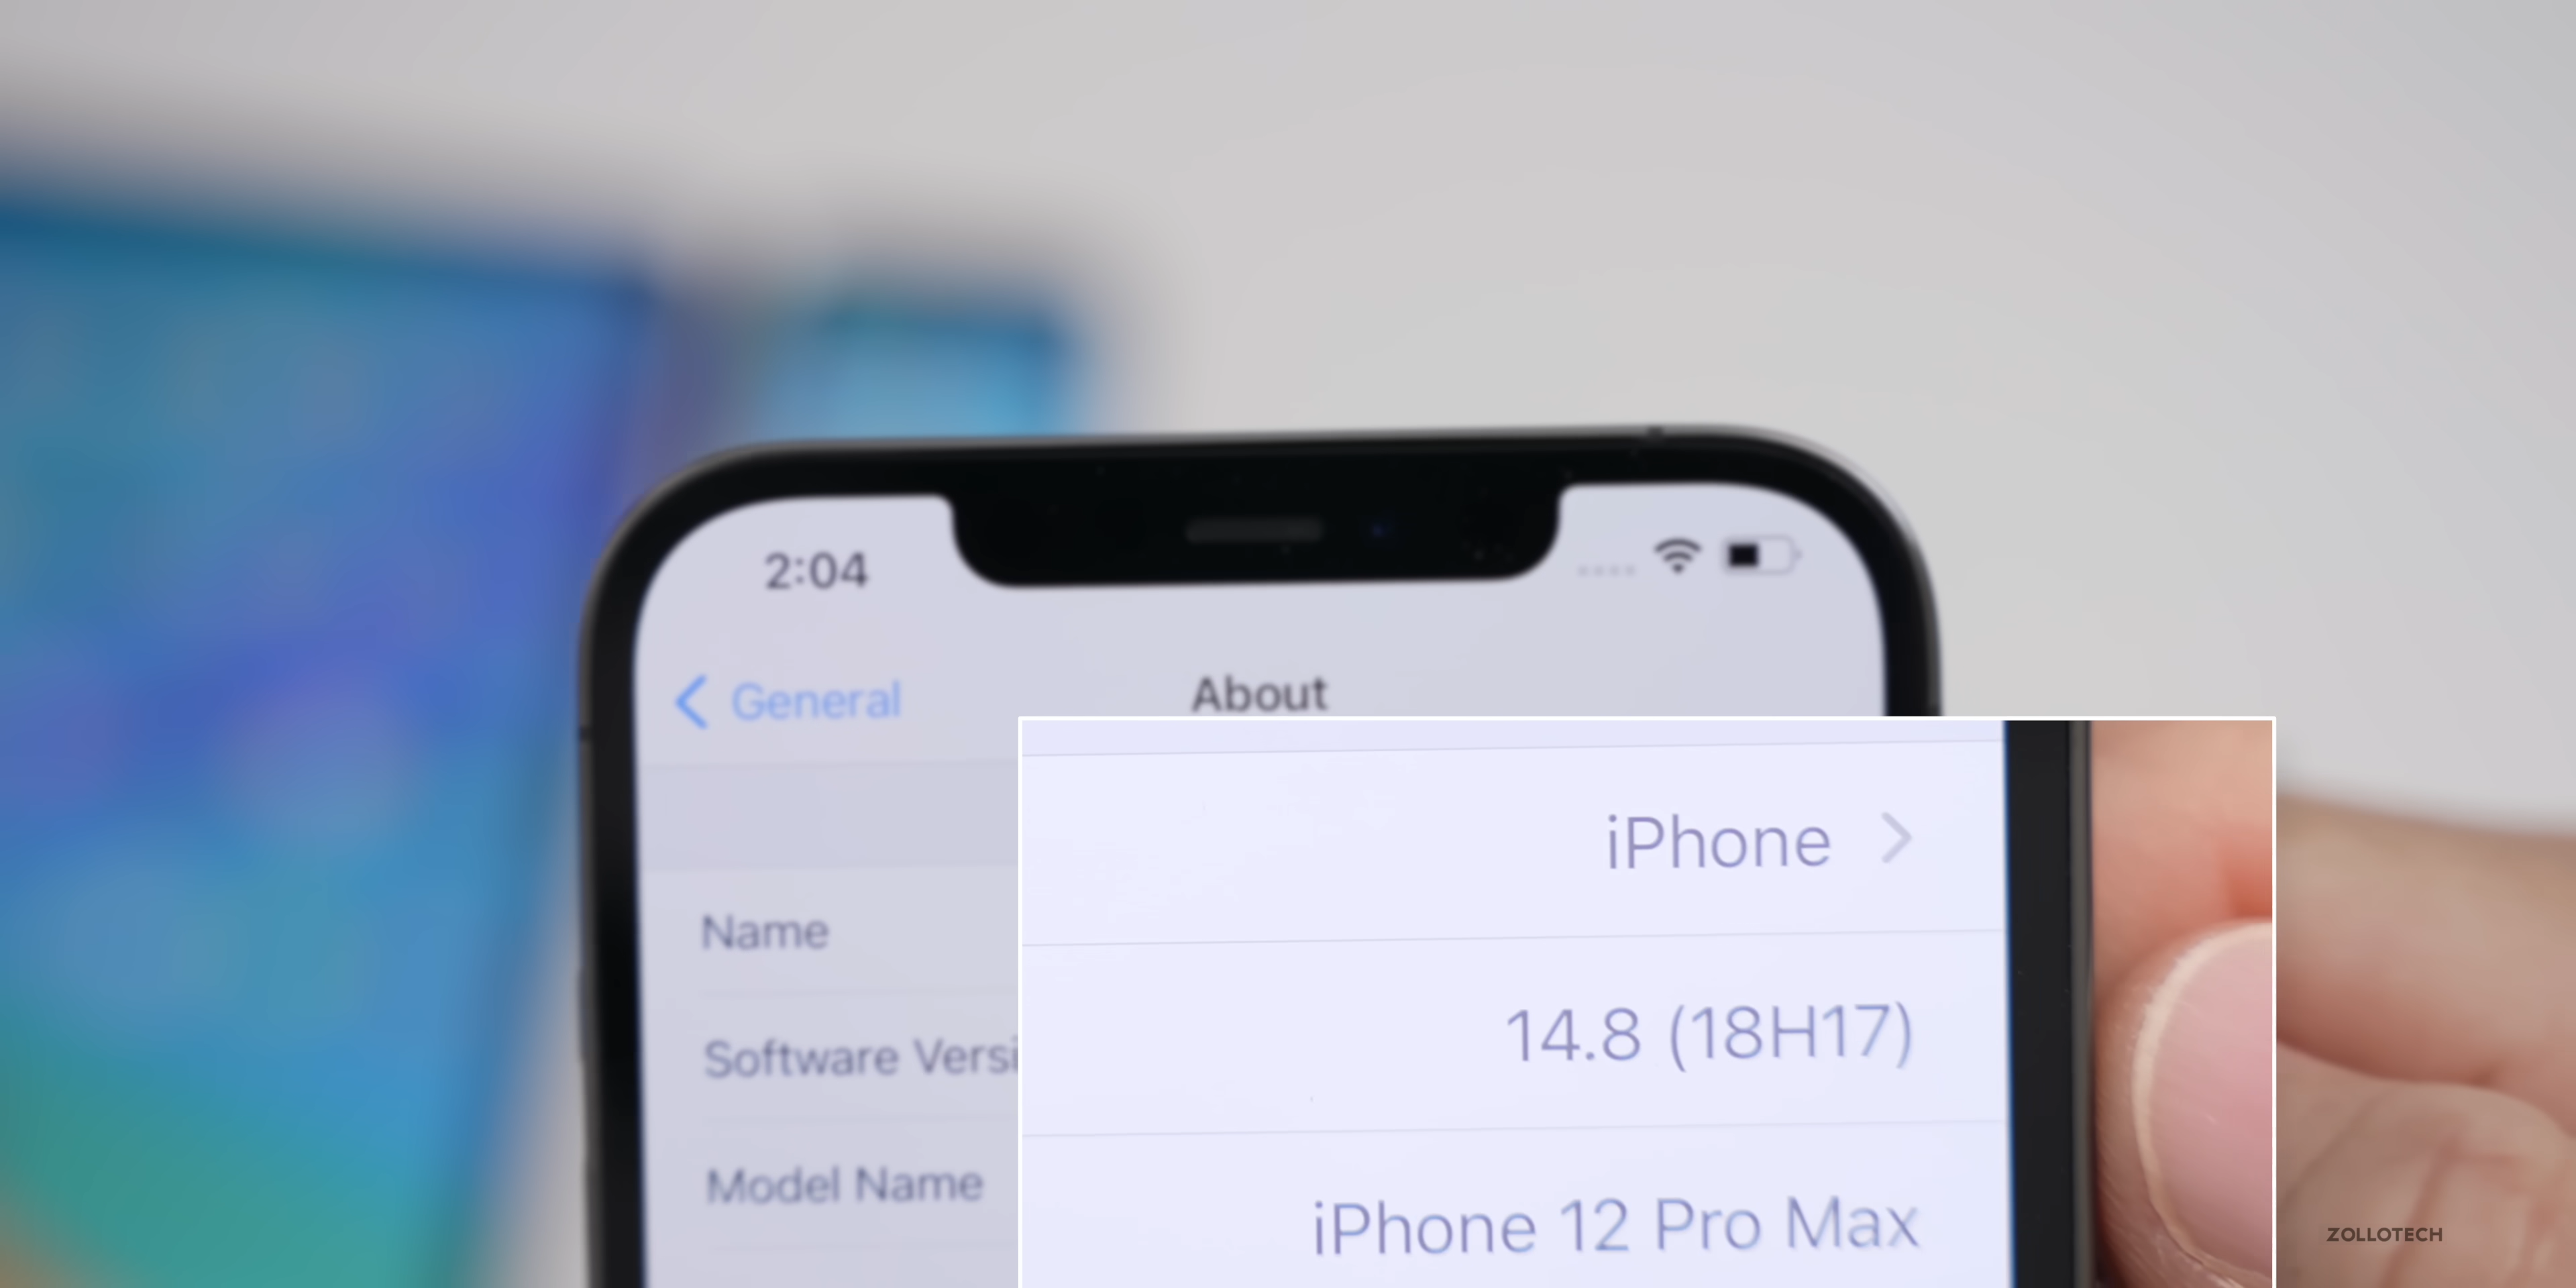 2:04
General
About
Name
iPhone
Software Versi
14.8 (18H17)
Model Name
iPhone 12 Pro Max
ZOLLOTECH